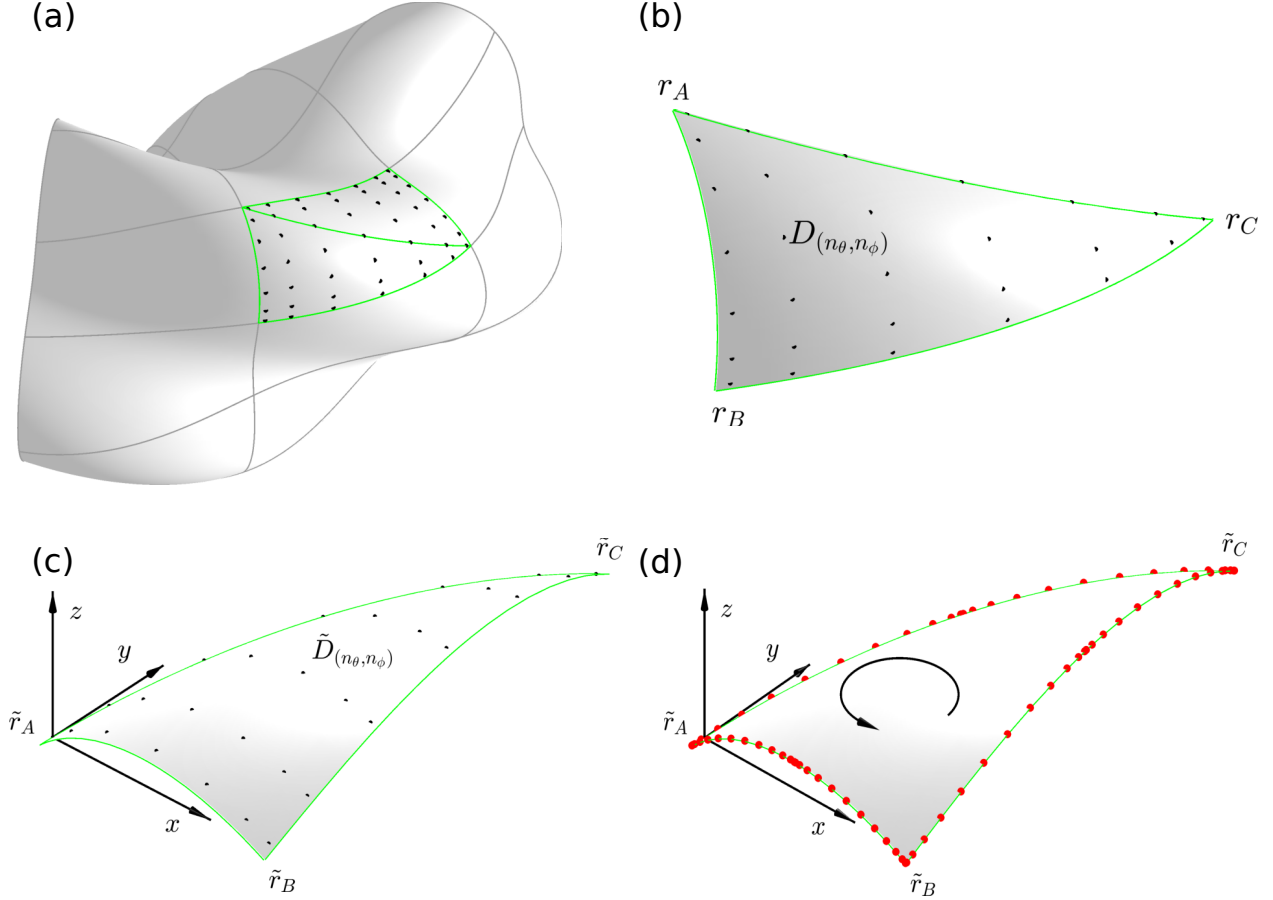 (a)
(b)
r_A
D_{(n_θ,n_ϕ)}
r_C
r_B
(c)
r̃_C
z
y
D̃_{(n_θ,n_ϕ)}
r̃_A
x
r̃_B
(d)
r̃_C
z
y
r̃_A
x
r̃_B